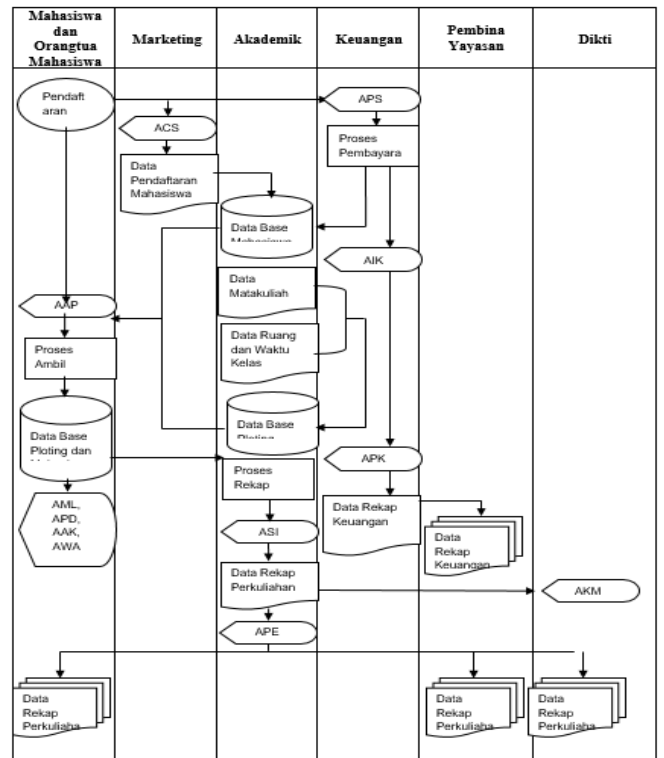 Mahasiswa
dan
Orangtua
Mahasiswa
Marketing
Akademik
Keuangan
Pembina
Yayasan
Dikti
Pendaft
aran
APS
ACS
Proses
Pembayara
Data
Pendaftaran
Mahasiswa
Data Base
Mahasiswa
AIK
Data
Matakuliah
AAP
Proses
Ambil
Data Ruang
dan Waktu
Kelas
Data Base
Ploting
Data Base
Ploting dan
APK
Proses
Rekap
AML,
APD,
AAK,
AWA
Data Rekap
Keuangan
ASI
Data
Rekap
Keuangan
Data Rekap
Perkuliahan
AKM
APE
Data
Rekap
Perkuliaha
Data
Rekap
Perkuliaha
Data
Rekap
Perkuliaha